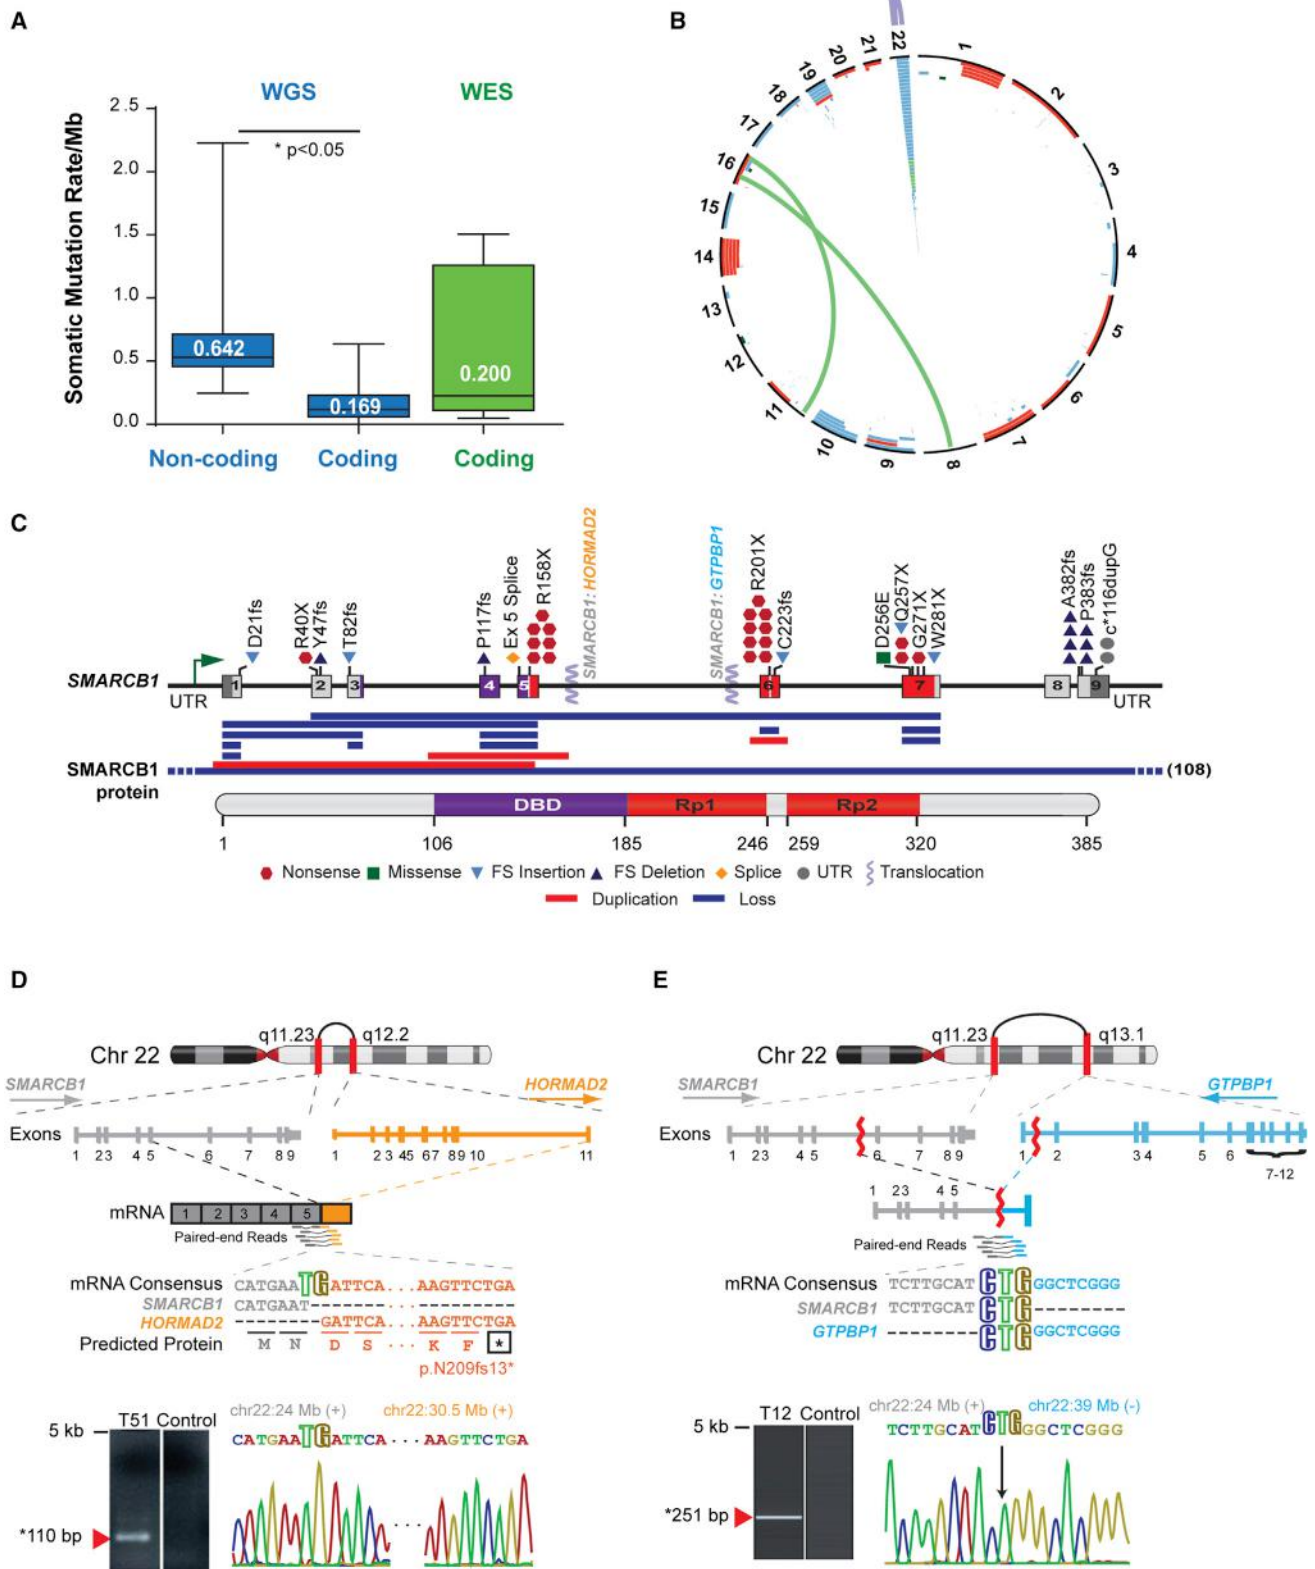 A
WGS
WES
* p<0.05
Somatic Mutation Rate/Mb
2.5
2.0
1.5
1.0
0.5
0.0
0.642
0.169
0.200
Non-coding
Coding
Coding
B
1
2
3
4
5
6
7
8
9
10
11
12
13
14
15
16
17
18
19
20
21
22
C
D21fs
R40X
Y47fs
T82fs
P117fs
Ex 5 Splice
R158X
SMARCB1: HORMAD2
SMARCB1: GTPBP1
R201X
C223fs
D256E
Q257X
G271X
W281X
A382fs
P383fs
c*116dupG
SMARCB1
UTR
1 2 3 4 5 6 7 8 9
UTR
SMARCB1
protein
(108)
DBD Rp1 Rp2
1 106 185 246 259 320 385
Nonsense Missense FS Insertion FS Deletion Splice UTR Translocation
Duplication Loss
D
q11.23 q12.2
Chr 22
SMARCB1 HORMAD2
Exons
1 23 4 5 6 7 8 9 1 2 3 45 67 89 10 11
mRNA 1 2 3 4 5
Paired-end Reads
mRNA Consensus CATGAATGATTCA...AAGTTCTGA
SMARCB1 CATGAAT-----...------
HORMAD2 ------GATTCA...AAGTTCTGA
Predicted Protein M N D S ... K F *
p.N209fs13*
5 kb
T51 Control
*110 bp
chr22:24 Mb (+) chr22:30.5 Mb (+)
CATGAATGATTCA...AAGTTCTGA
E
q11.23 q13.1
Chr 22
SMARCB1 GTPBP1
Exons
1 23 4 5 6 7 8 9 1 2 34 5 6
7-12
1 23 4 5
Paired-end Reads
mRNA Consensus TCTTGCATCTGGGCTCGGG
SMARCB1 TCTTGCATCTG--------
GTPBP1 --------CTGGGCTCGGG
5 kb
T12 Control
*251 bp
chr22:24 Mb (+) chr22:39 Mb (-)
TCTTGCATCTGGGCTCGGG